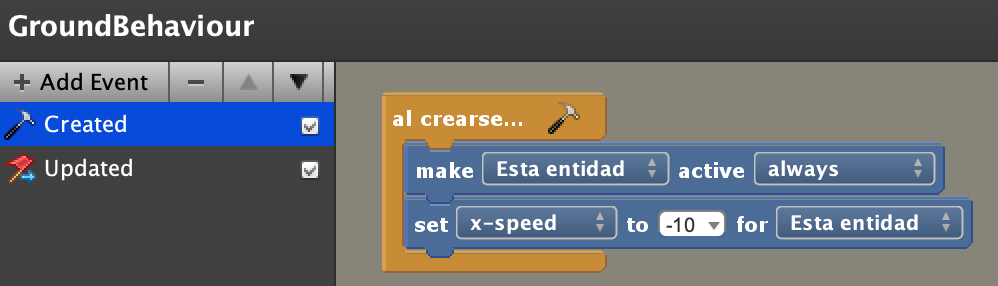 GroundBehaviour
+ Add Event −
Created
Updated
al crearse...
make Esta entidad active always
set x-speed to -10 for Esta entidad